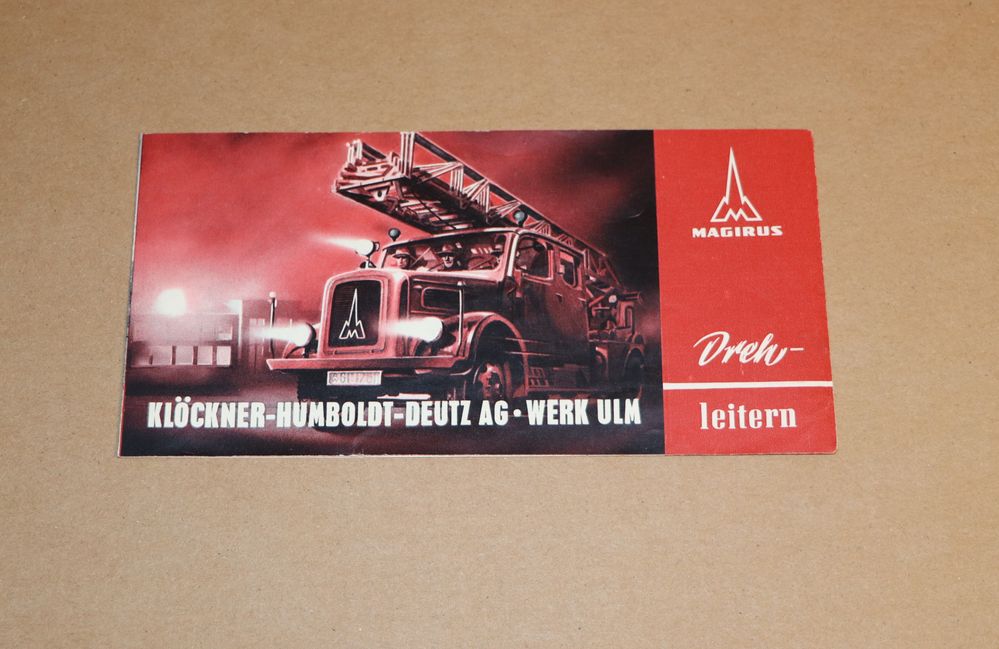 MAGIRUS
Dreh-
leitern
KLÖCKNER-HUMBOLDT-DEUTZ AG • WERK ULM